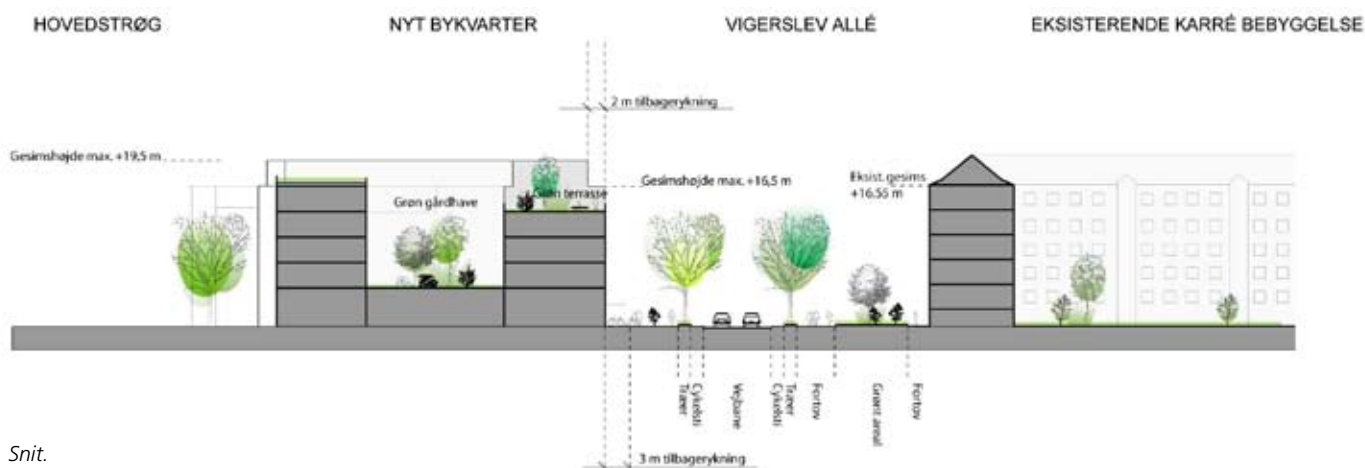 HOVEDSTRØG
NYT BYKVARTER
VIGERSLEV ALLÉ
EKSISTERENDE KARRÉ BEBYGGELSE
2 m tilbagerykning
Gesimshøjde max. +19,5 m
Gesimshøjde max. +16,5 m
Eksist. gesims
+16.55 m
Grøn gårdhave
Grøn terrasse
Træer
Cykelsti
Vejbane
Cykelsti
Træer
Fortov
Grønt areal
Fortov
3 m tilbagerykning
Snit.